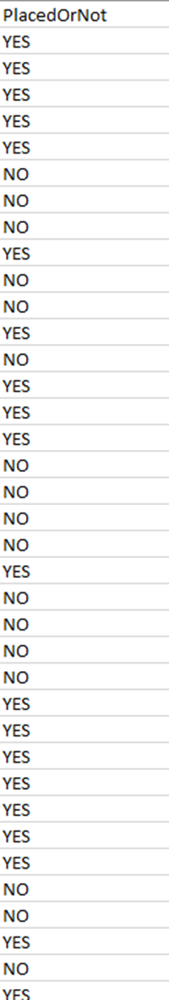 PlacedOrNot
YES
YES
YES
YES
YES
NO
NO
NO
YES
NO
NO
YES
NO
YES
YES
YES
NO
NO
NO
NO
YES
NO
NO
NO
NO
YES
YES
YES
YES
YES
YES
YES
NO
NO
YES
NO
YES